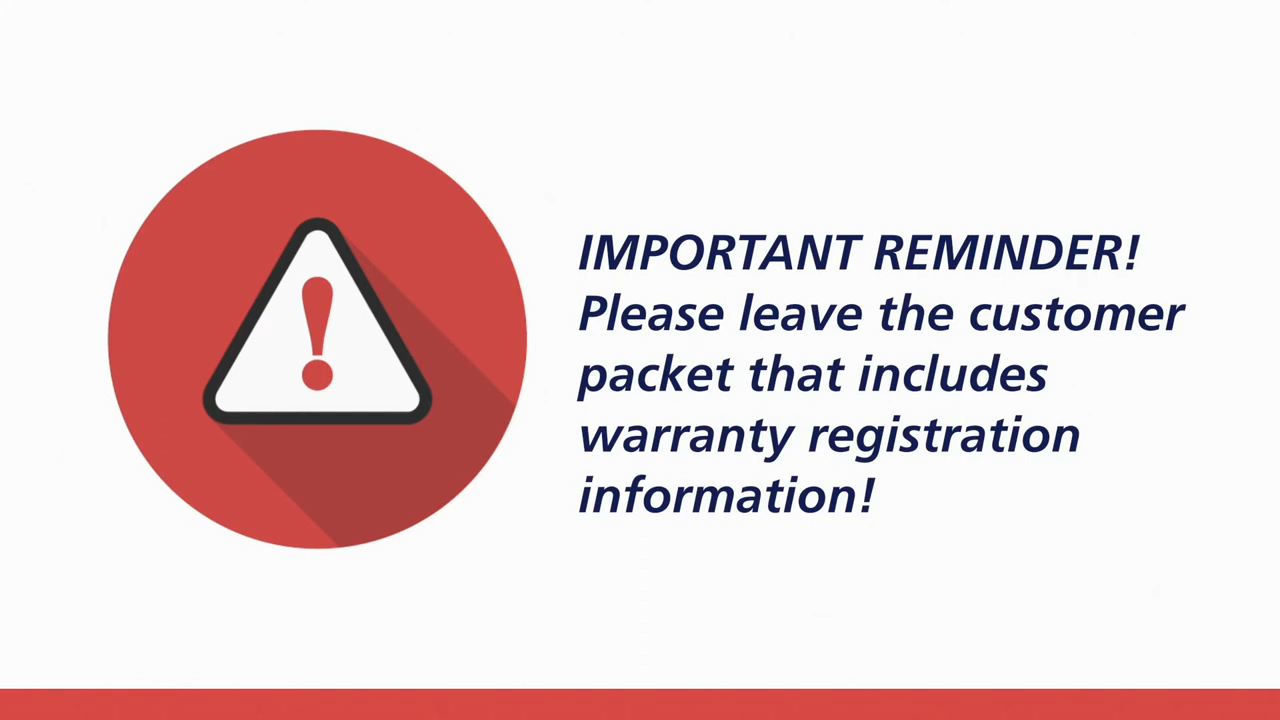 IMPORTANT REMINDER!
Please leave the customer
packet that includes
warranty registration
information!